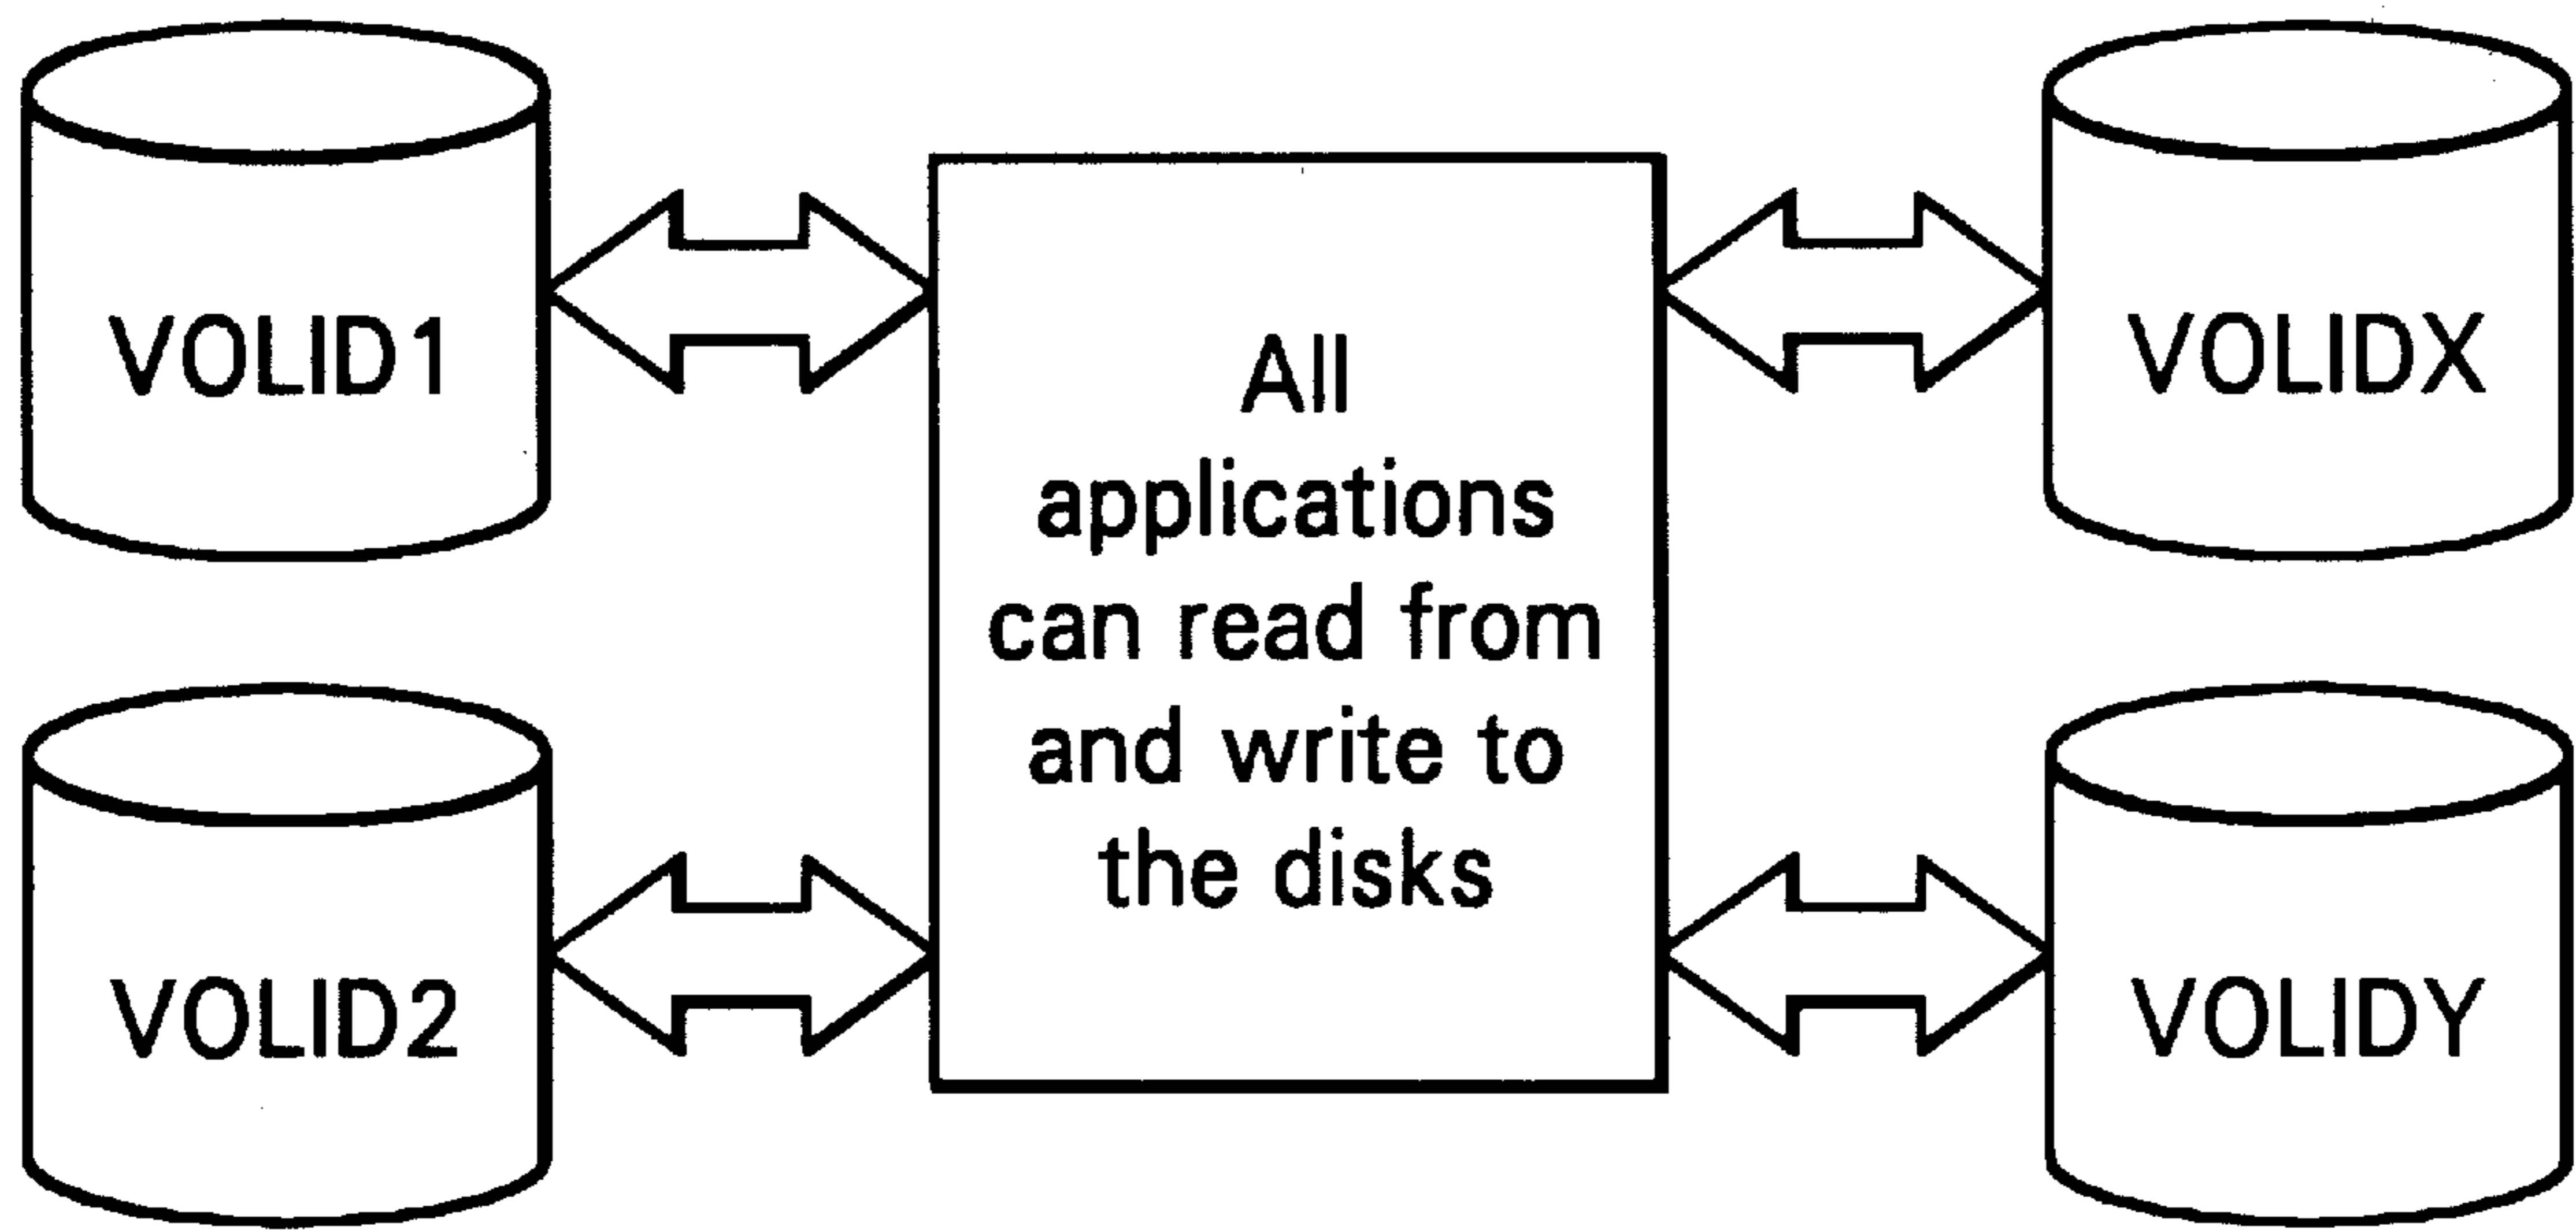 VOLID1
VOLIDX
All
applications
can read from
and write to
the disks
VOLID2
VOLIDY